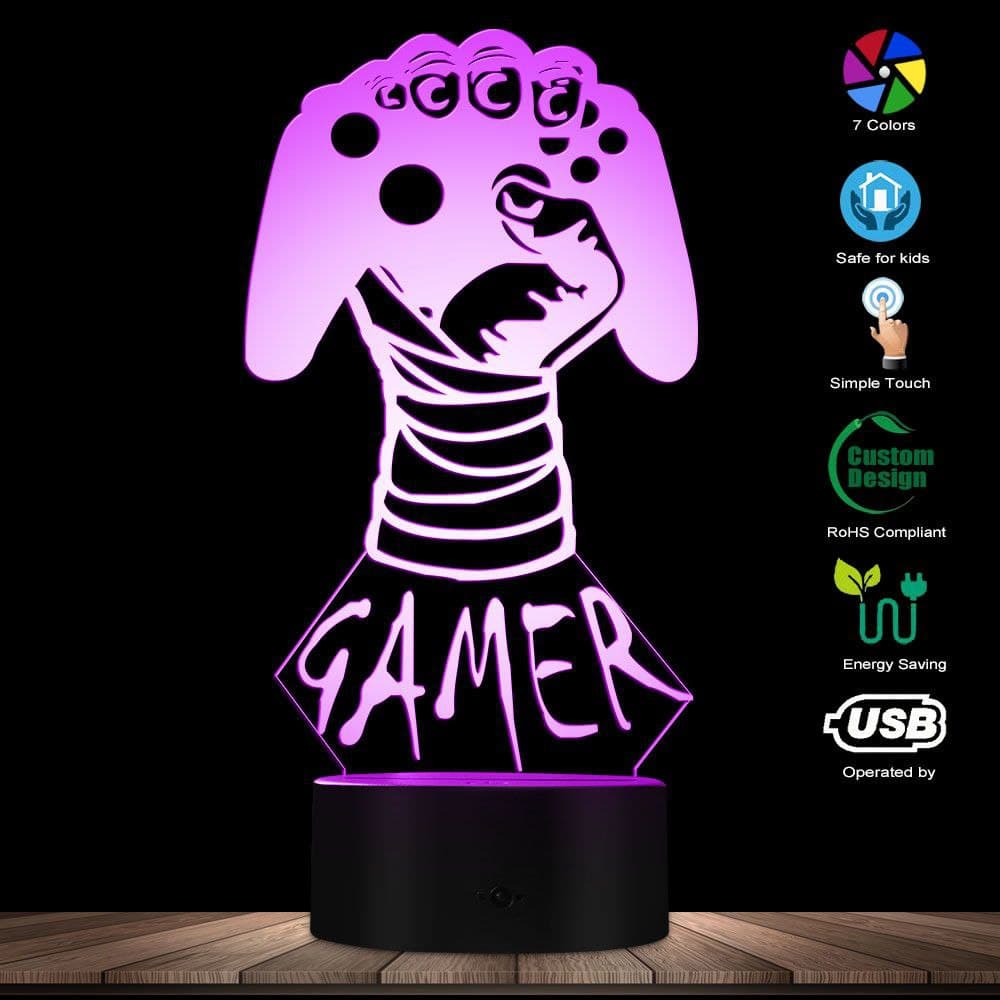 GAMER
7 Colors
Safe for kids
Simple Touch
Custom
Design
RoHS Compliant
Energy Saving
USB
Operated by